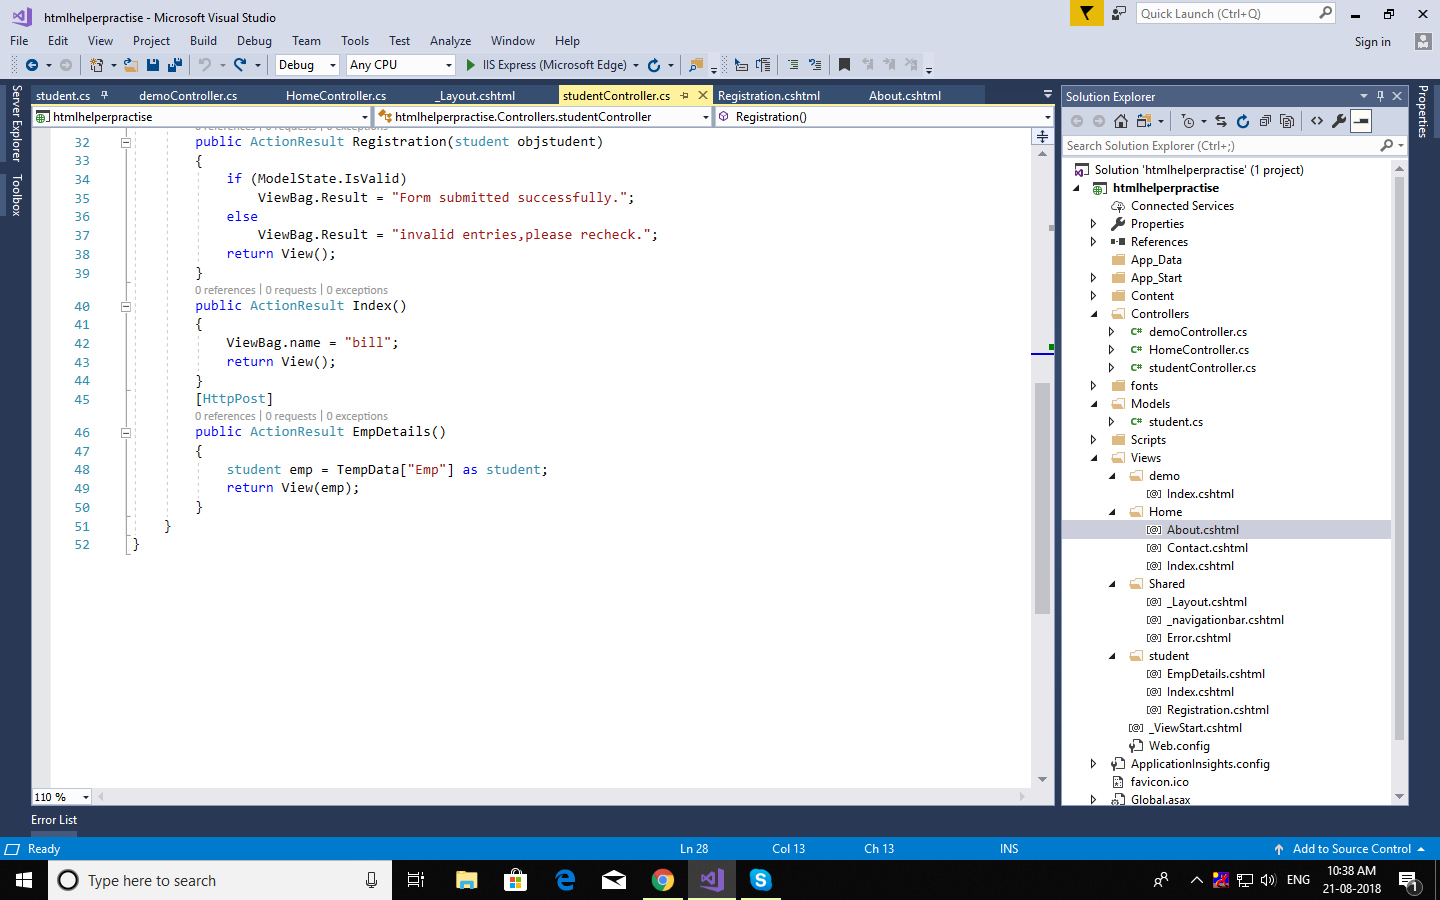 htmlhelperpractise - Microsoft Visual Studio
Quick Launch (Ctrl+Q)
File Edit View Project Build Debug Team Tools Test Analyze Window Help
Sign in
Debug Any CPU IIS Express (Microsoft Edge)
student.cs demoController.cs HomeController.cs _Layout.cshtml studentController.cs Registration.cshtml About.cshtml
htmlhelperpractise htmlhelperpractise.Controllers.studentController Registration()
Server Explorer
Toolbox
0 references | 0 requests | 0 exceptions
32 public ActionResult Registration(student objstudent)
33 {
34 if (ModelState.IsValid)
35 ViewBag.Result = "Form submitted successfully.";
36 else
37 ViewBag.Result = "invalid entries,please recheck.";
38 return View();
39 }
0 references | 0 requests | 0 exceptions
40 public ActionResult Index()
41 {
42 ViewBag.name = "bill";
43 return View();
44 }
45 [HttpPost]
0 references | 0 requests | 0 exceptions
46 public ActionResult EmpDetails()
47 {
48 student emp = TempData["Emp"] as student;
49 return View(emp);
50 }
51 }
52 }
110 %
Solution Explorer
Search Solution Explorer (Ctrl+;)
Solution 'htmlhelperpractise' (1 project)
htmlhelperpractise
Connected Services
Properties
References
App_Data
App_Start
Content
Controllers
C# demoController.cs
C# HomeController.cs
C# studentController.cs
fonts
Models
C# student.cs
Scripts
Views
demo
[@] Index.cshtml
Home
[@] About.cshtml
[@] Contact.cshtml
[@] Index.cshtml
Shared
[@] _Layout.cshtml
[@] _navigationbar.cshtml
[@] Error.cshtml
student
[@] EmpDetails.cshtml
[@] Index.cshtml
[@] Registration.cshtml
[@] _ViewStart.cshtml
Web.config
ApplicationInsights.config
favicon.ico
Global.asax
Properties
Error List
Ready Ln 28 Col 13 Ch 13 INS Add to Source Control
Type here to search
ENG
10:38 AM
21-08-2018
1